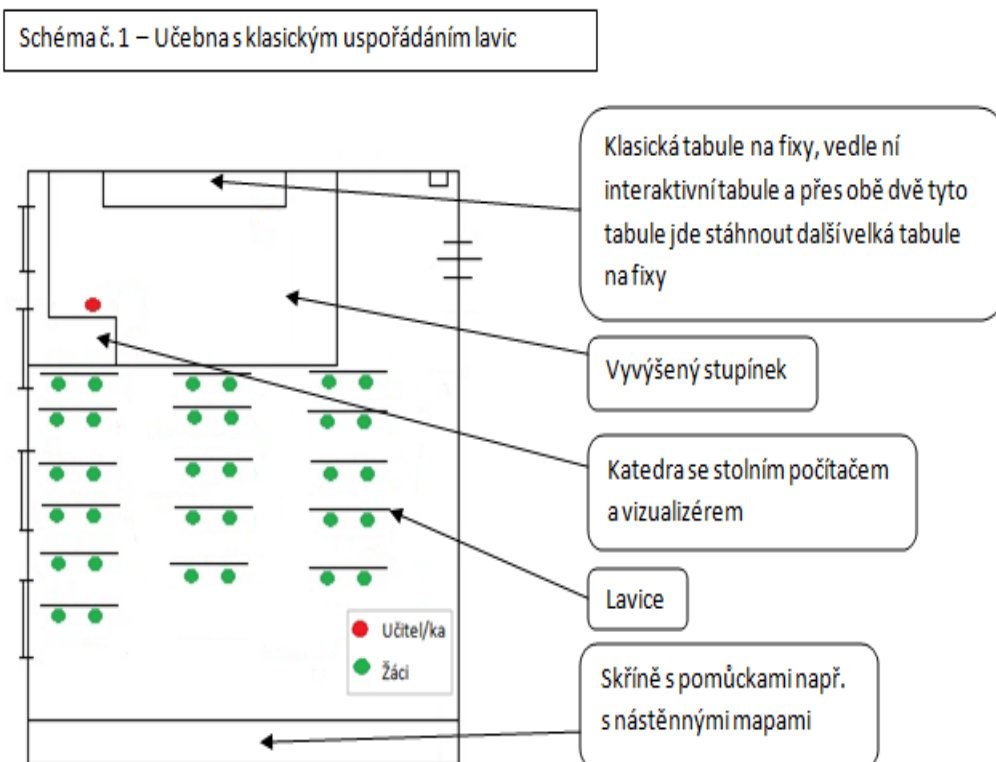 Schéma č. 1 – Učebna s klasickým uspořádáním lavic
Klasická tabule na fixy, vedle ní
interaktivní tabule a přes obě dvě tyto
tabule jde stáhnout další velká tabule
na fixy
Vyvýšený stupínek
Katedra se stolním počítačem
a vizualizérem
Lavice
Učitel/ka
Žáci
Skříně s pomůckami např.
s nástěnnými mapami